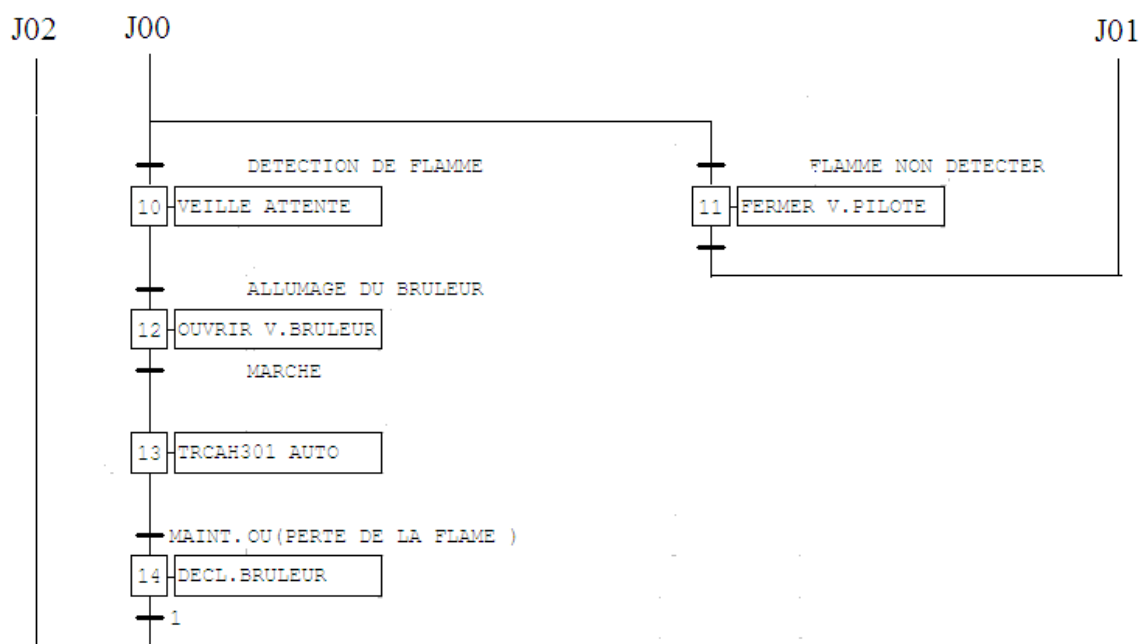 J02 J00 J01
DETECTION DE FLAMME FLAMME NON DETECTER
10 VEILLE ATTENTE 11 FERMER V.PILOTE
ALLUMAGE DU BRULEUR
12 OUVRIR V.BRULEUR
MARCHE
13 TRCAH301 AUTO
MAINT.OU(PERTE DE LA FLAME )
14 DECL.BRULEUR
1